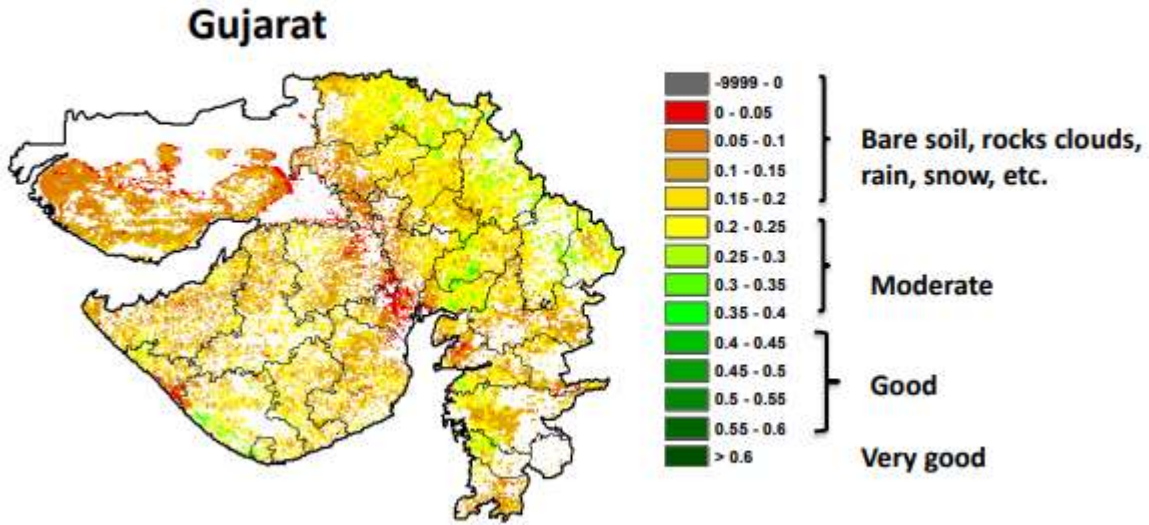 Gujarat
-9999 - 0
0 - 0.05
0.05 - 0.1
0.1 - 0.15
0.15 - 0.2
0.2 - 0.25
0.25 - 0.3
0.3 - 0.35
0.35 - 0.4
0.4 - 0.45
0.45 - 0.5
0.5 - 0.55
0.55 - 0.6
> 0.6
Bare soil, rocks clouds,
rain, snow, etc.
Moderate
Good
Very good